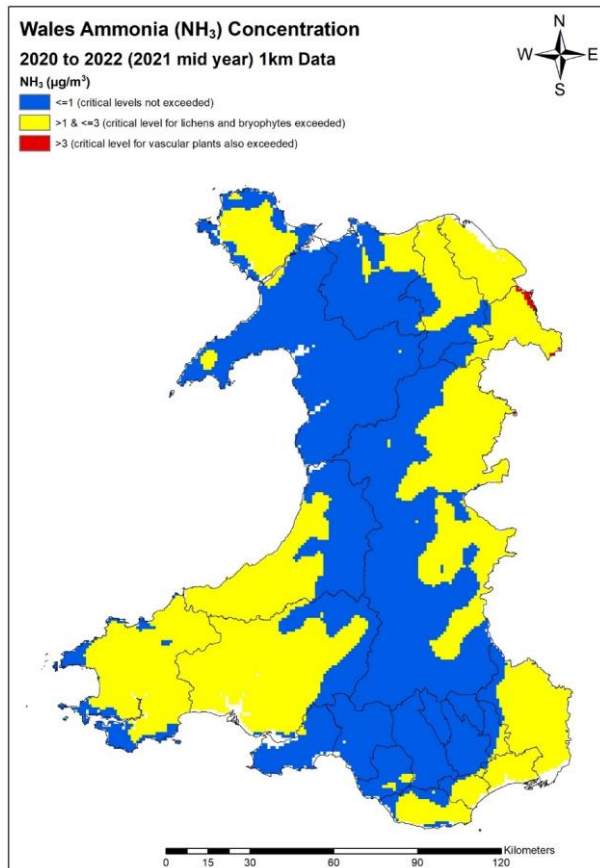 Wales Ammonia (NH₃) Concentration
2020 to 2022 (2021 mid year) 1km Data
NH₃ (µg/m³)
<=1 (critical levels not exceeded)
>1 & <=3 (critical level for lichens and bryophytes exceeded)
>3 (critical level for vascular plants also exceeded)
N
W E
S
Kilometers
0 15 30 60 90 120